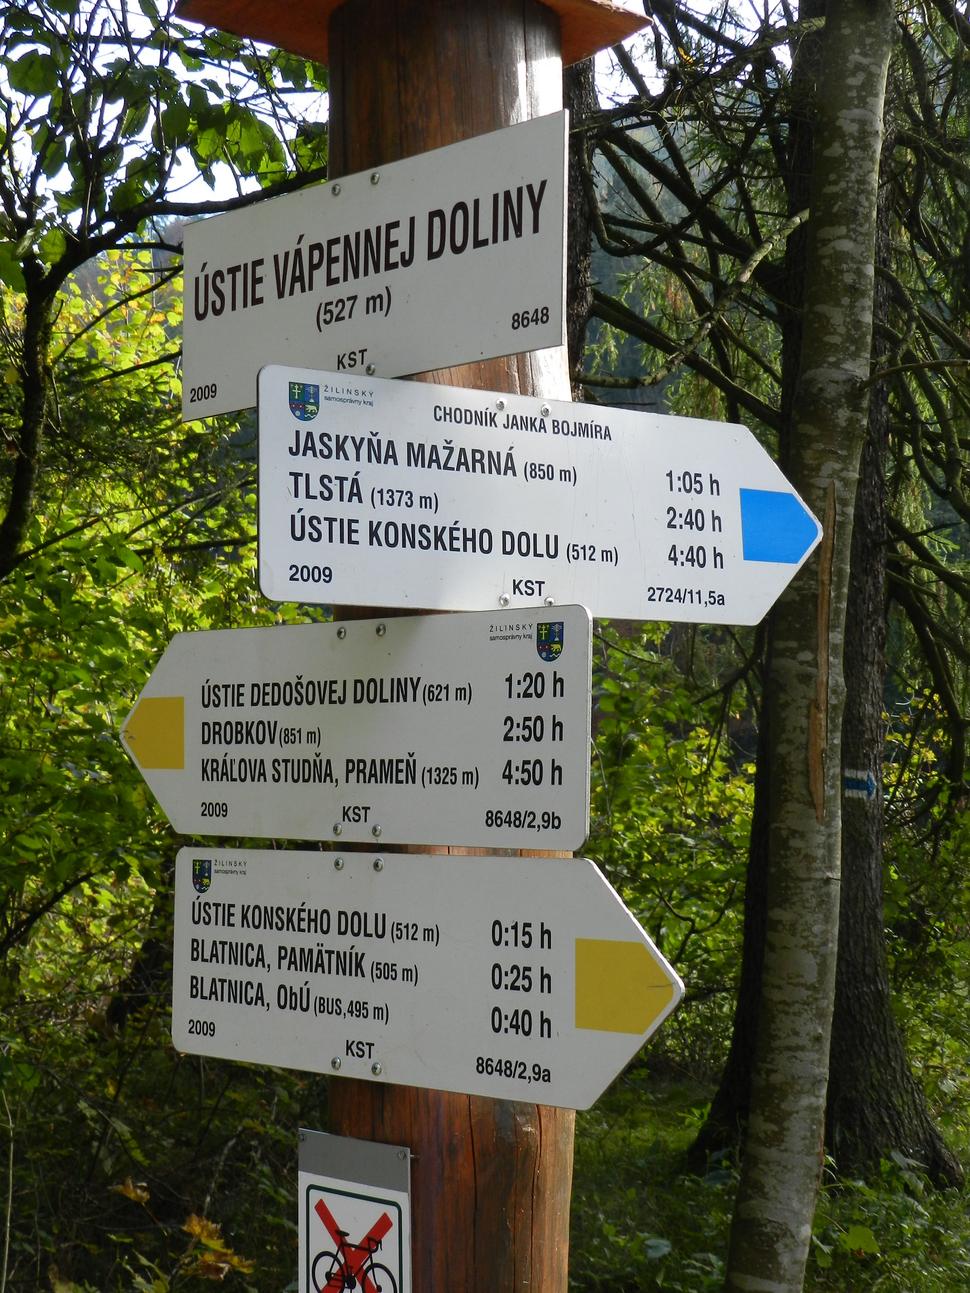 ÚSTIE VÁPENNEJ DOLINY
(527 m)
8648
KST
2009
ŽILINSKÝ
samosprávny kraj
CHODNÍK JANKA BOJMÍRA
JASKYŇA MAŽARNÁ (850 m) 1:05 h
TLSTÁ (1373 m) 2:40 h
ÚSTIE KONSKÉHO DOLU (512 m) 4:40 h
2009 KST 2724/11,5a
ŽILINSKÝ
samosprávny kraj
ÚSTIE DEDOŠOVEJ DOLINY (621 m) 1:20 h
DROBKOV (851 m) 2:50 h
KRÁĽOVA STUDŇA, PRAMEŇ (1325 m) 4:50 h
2009 KST 8648/2,9b
ŽILINSKÝ
samosprávny kraj
ÚSTIE KONSKÉHO DOLU (512 m) 0:15 h
BLATNICA, PAMÄTNÍK (505 m) 0:25 h
BLATNICA, ObÚ (BUS,495 m) 0:40 h
2009 KST 8648/2,9a